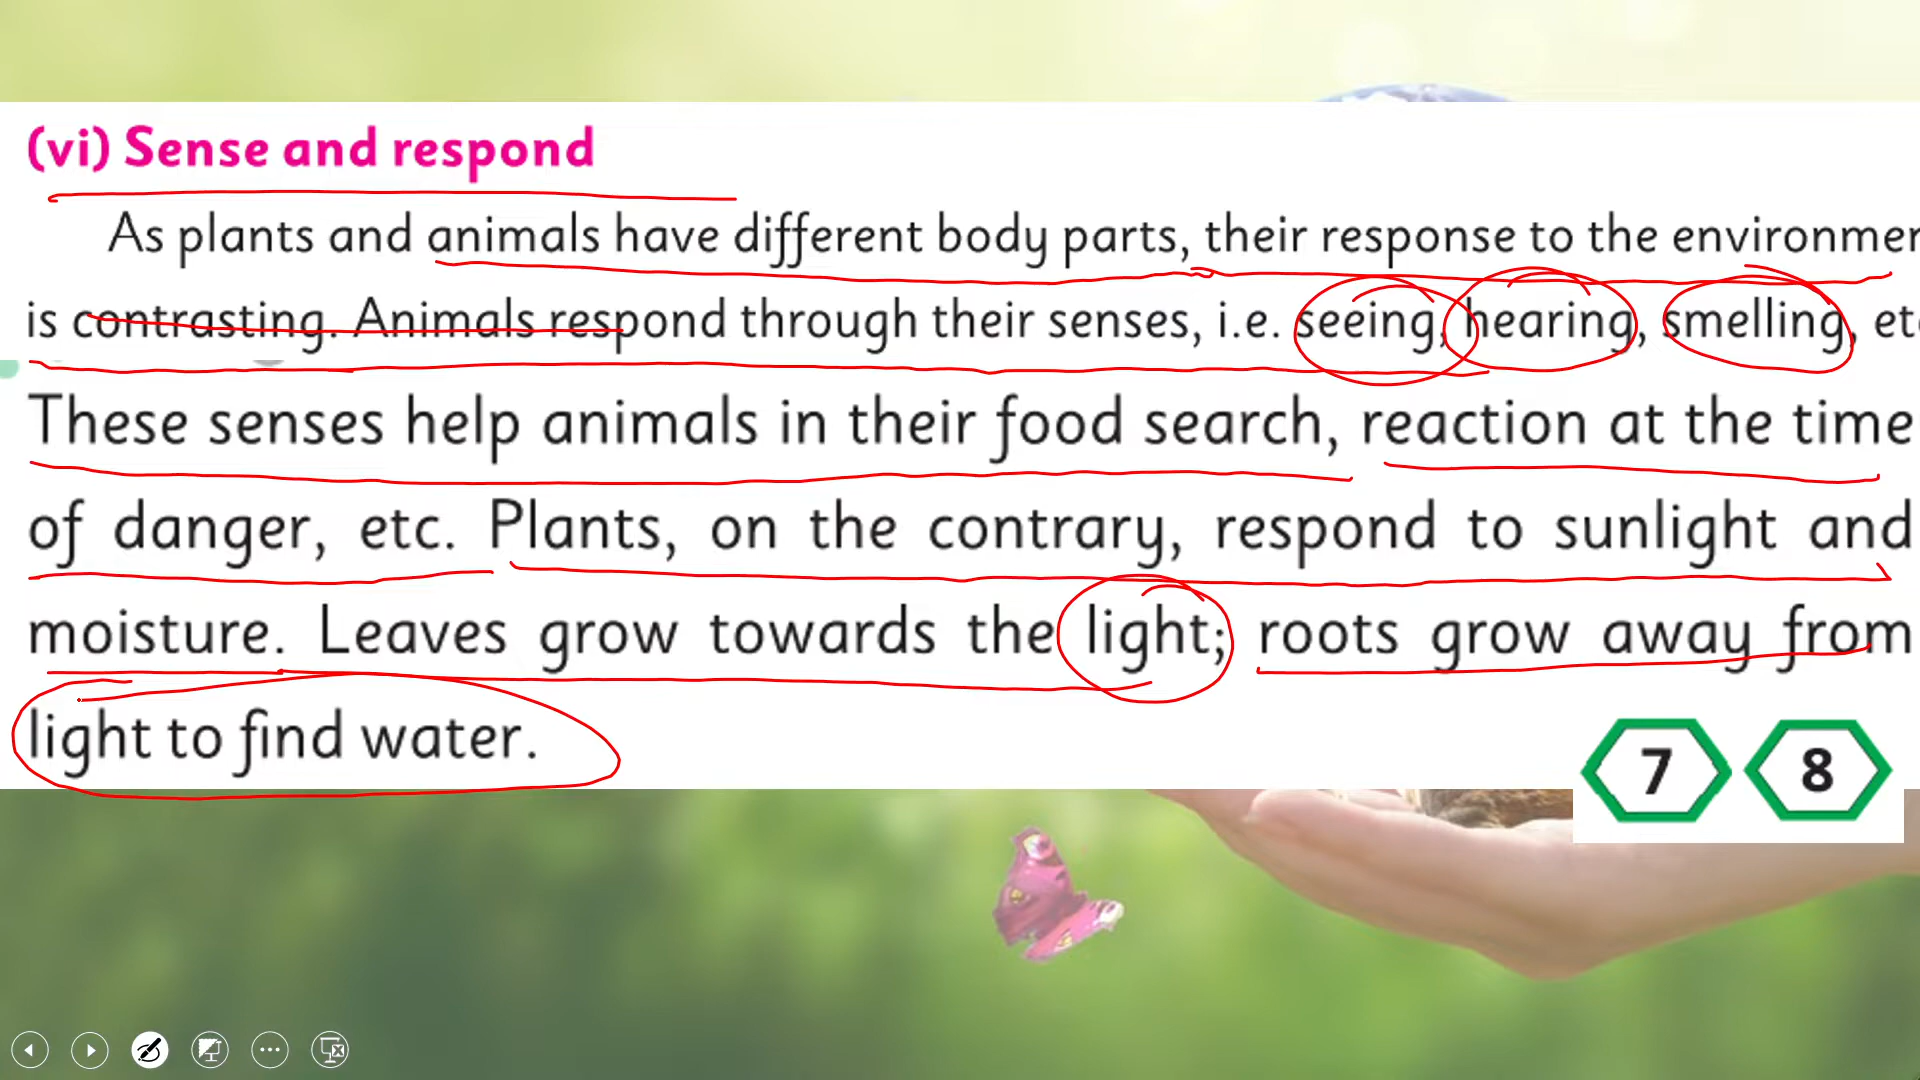 (vi) Sense and respond
As plants and animals have different body parts, their response to the
is contrasting. Animals respond through their senses, i.e. seeing, hearing, smelling,
These senses help animals in their food search, reaction at the time
of danger, etc. Plants, on the contrary, respond to sunlight and
moisture. Leaves grow towards the light; roots grow away from
light to find water.
7 8